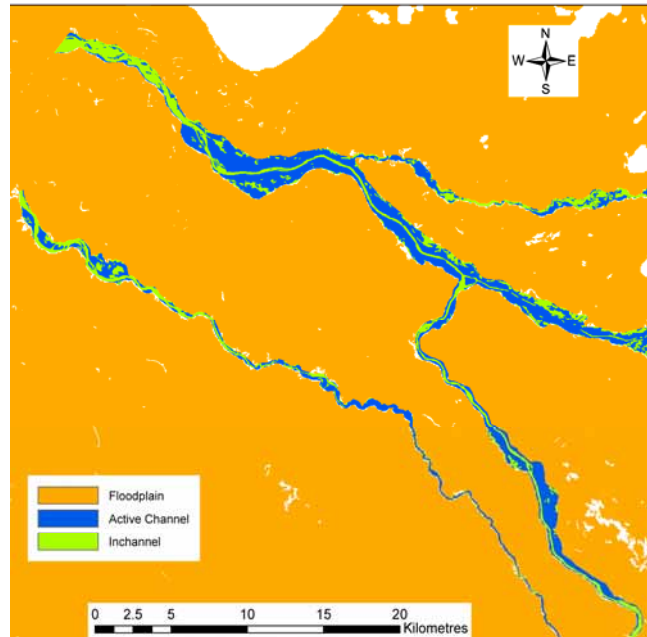 N
W E
S
Floodplain
Active Channel
Inchannel
0 2.5 5 10 15 20
Kilometres